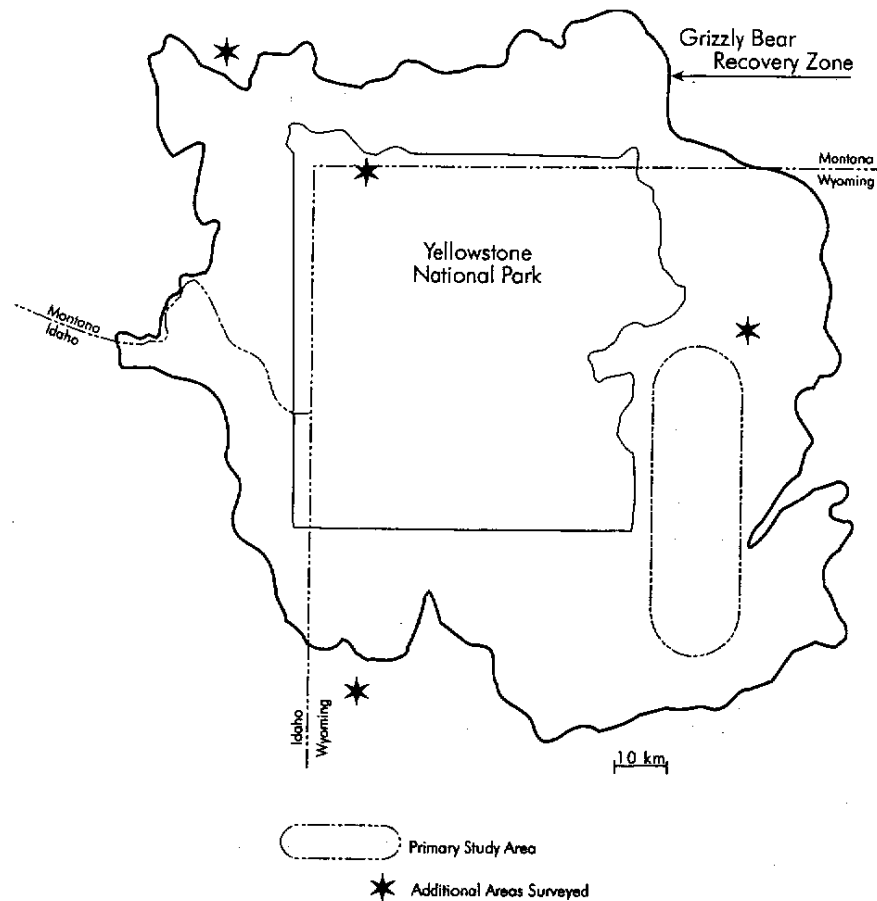 Grizzly Bear
Recovery Zone
Montana
Wyoming
Yellowstone
National Park
Montana
Idaho
Idaho
Wyoming
10 km
Primary Study Area
Additional Areas Surveyed